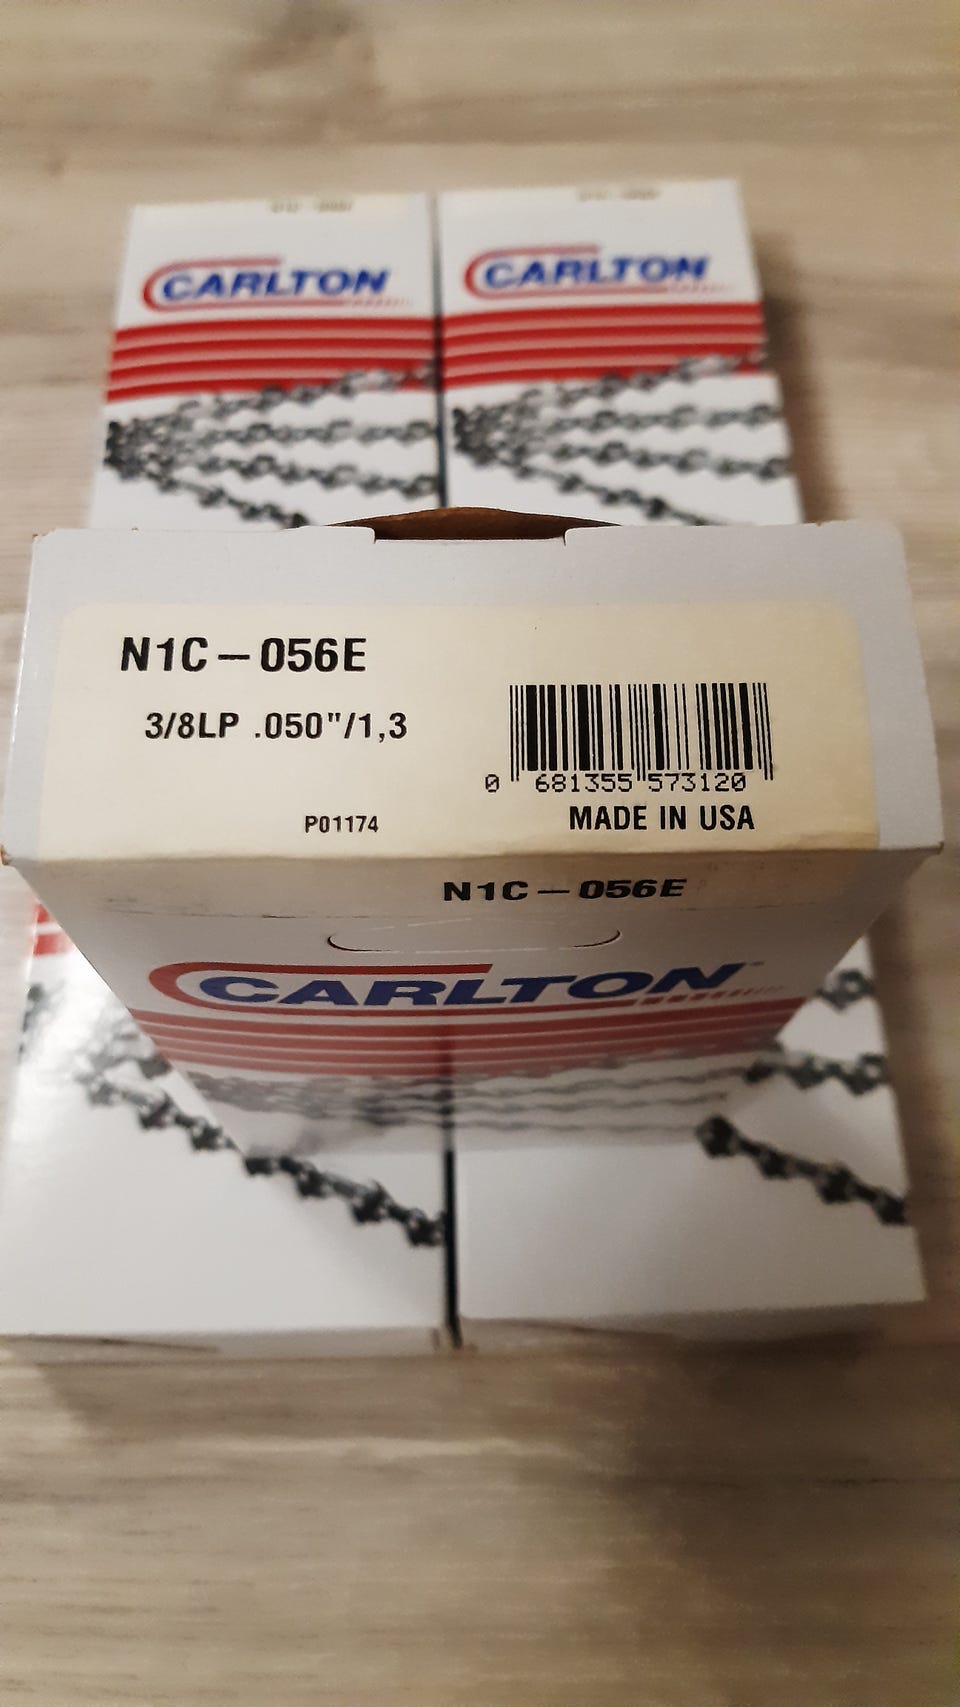 CARLTON
CARLTON
N1C-056E
3/8LP .050"/1,3
0 681355 573120
P01174
MADE IN USA
N1C-056E
CARLTON